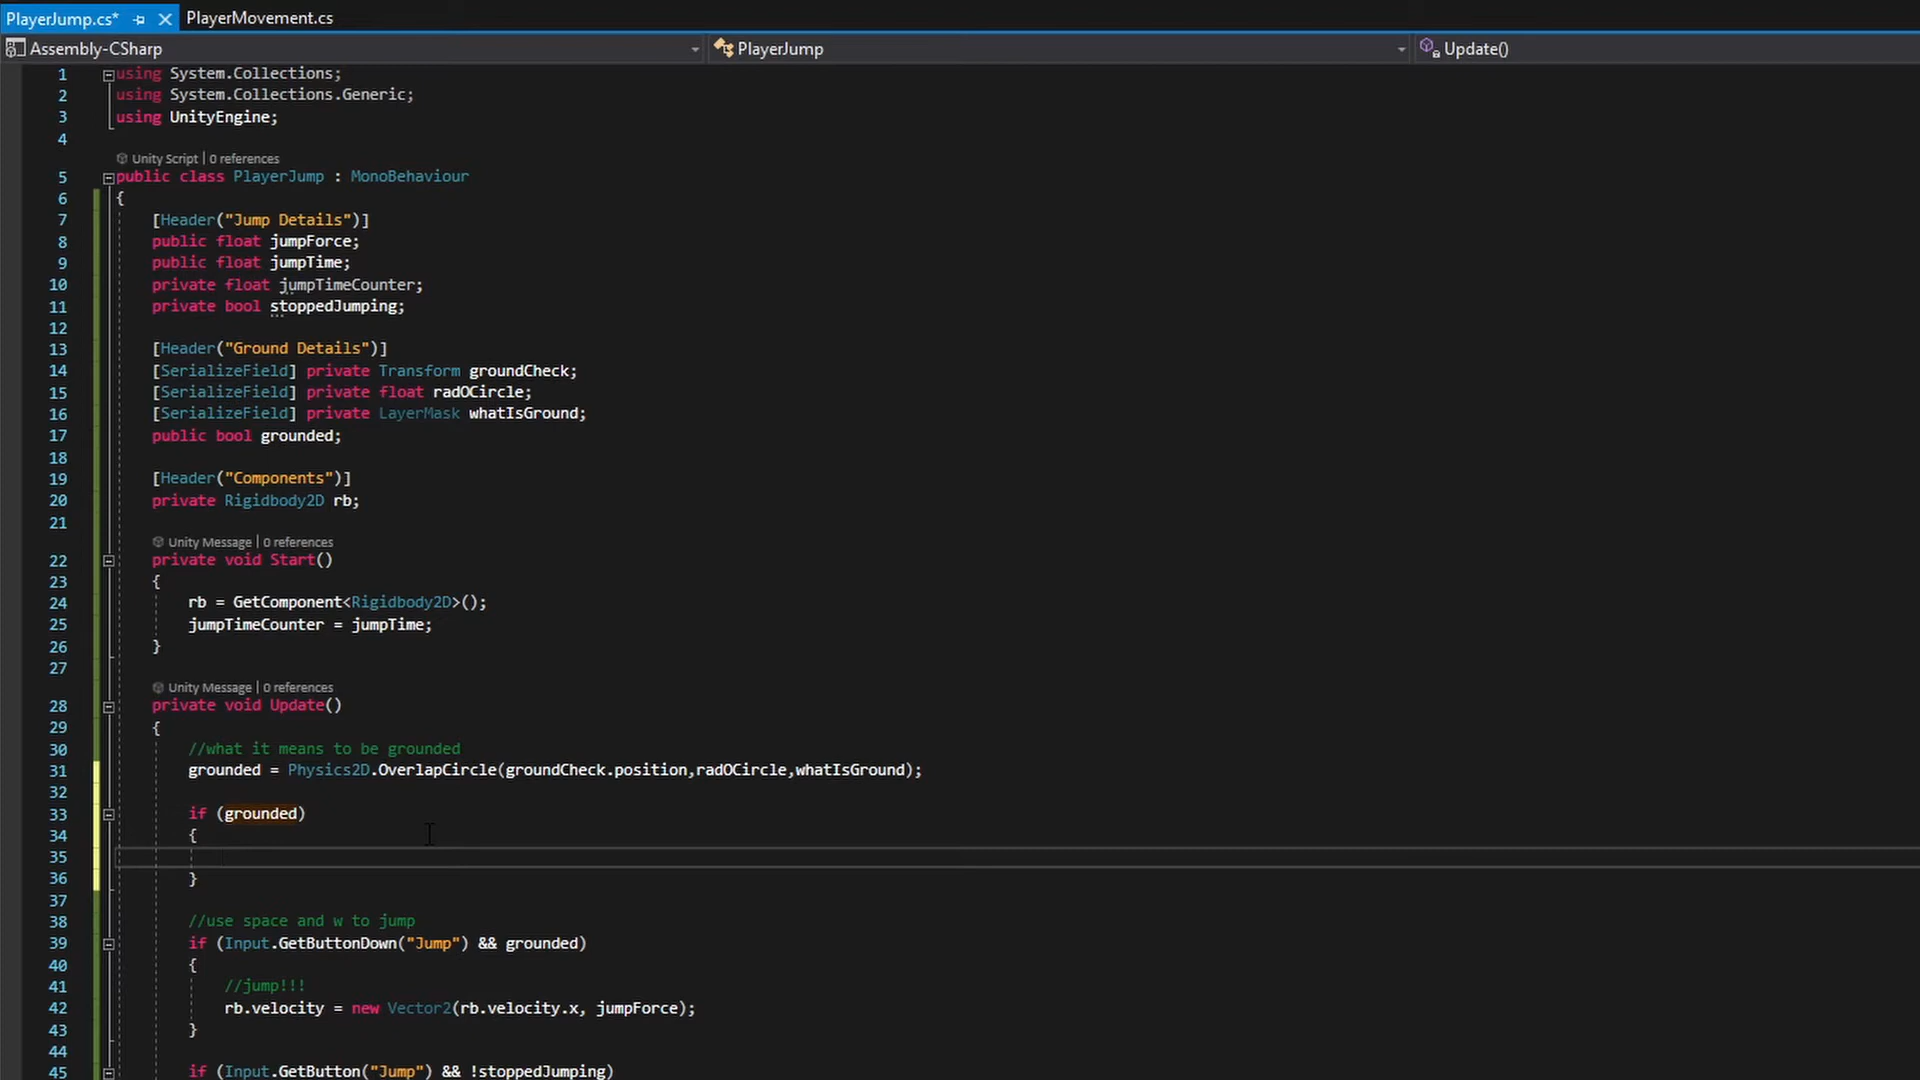 PlayerJump.cs*
PlayerMovement.cs
Assembly-CSharp
PlayerJump
Update()
1 using System.Collections;
2 using System.Collections.Generic;
3 using UnityEngine;
4
Unity Script | 0 references
5 public class PlayerJump : MonoBehaviour
6 {
7 [Header("Jump Details")]
8 public float jumpForce;
9 public float jumpTime;
10 private float jumpTimeCounter;
11 private bool stoppedJumping;
12
13 [Header("Ground Details")]
14 [SerializeField] private Transform groundCheck;
15 [SerializeField] private float radOCircle;
16 [SerializeField] private LayerMask whatIsGround;
17 public bool grounded;
18
19 [Header("Components")]
20 private Rigidbody2D rb;
21
Unity Message | 0 references
22 private void Start()
23 {
24 rb = GetComponent<Rigidbody2D>();
25 jumpTimeCounter = jumpTime;
26 }
27
Unity Message | 0 references
28 private void Update()
29 {
30 //what it means to be grounded
31 grounded = Physics2D.OverlapCircle(groundCheck.position,radOCircle,whatIsGround);
32
33 if (grounded)
34 {
35
36 }
37
38 //use space and w to jump
39 if (Input.GetButtonDown("Jump") && grounded)
40 {
41 //jump!!!
42 rb.velocity = new Vector2(rb.velocity.x, jumpForce);
43 }
44
45 if (Input.GetButton("Jump") && !stoppedJumping)